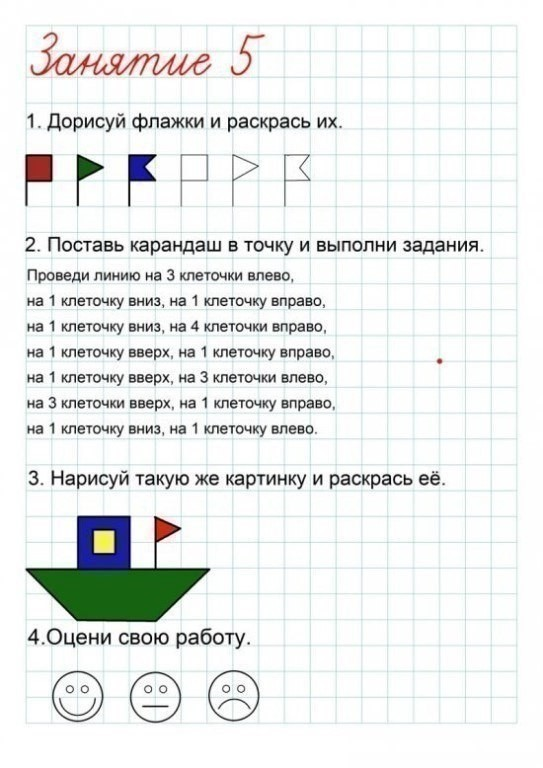 Занятие 5
1. Дорисуй флажки и раскрась их.
2. Поставь карандаш в точку и выполни задания.
Проведи линию на 3 клеточки влево,
на 1 клеточку вниз, на 1 клеточку вправо,
на 1 клеточку вниз, на 4 клеточки вправо,
на 1 клеточку вверх, на 1 клеточку вправо,
на 1 клеточку вверх, на 3 клеточки влево,
на 3 клеточки вверх, на 1 клеточку вправо,
на 1 клеточку вниз, на 1 клеточку влево.
3. Нарисуй такую же картинку и раскрась её.
4.Оцени свою работу.